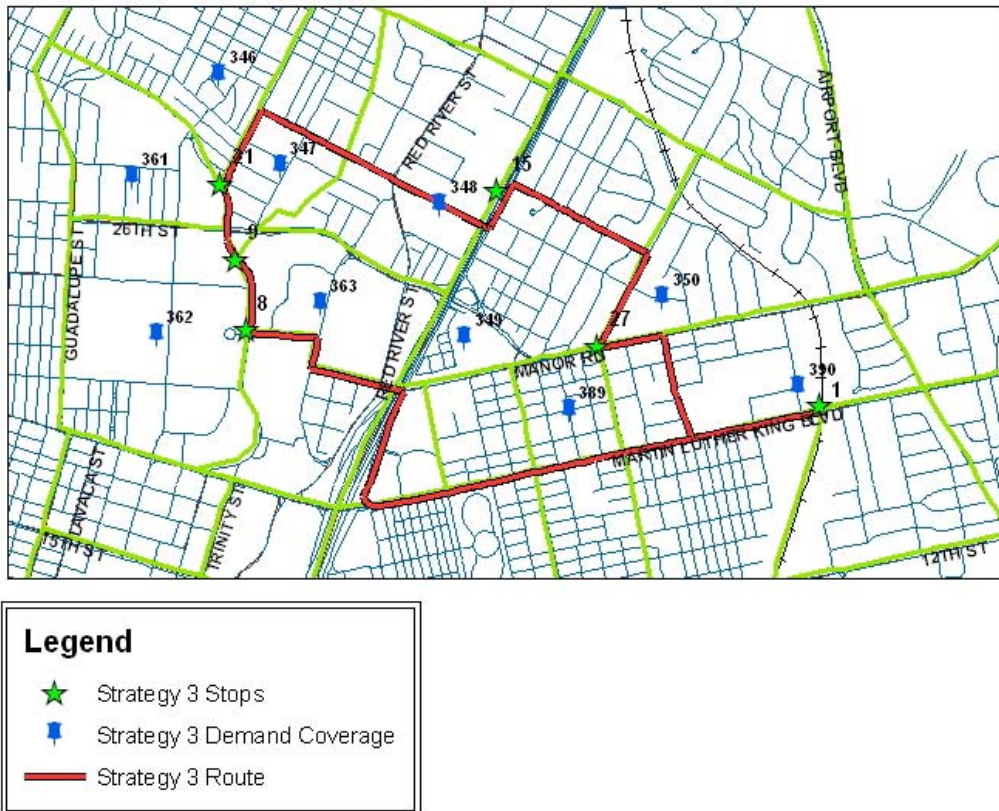 346
RED RIVER ST
AIRPORT BLVD
361
21
347
15
348
26TH ST
9
GUADALUPE ST
363
350
8
362
RED RIVER ST
349
27
MANOR RD
390
1
389
MARTIN LUTHER KING BLVD
LAVACA ST
TRINITY S
15TH ST
12TH ST
Legend
Strategy 3 Stops
Strategy 3 Demand Coverage
Strategy 3 Route